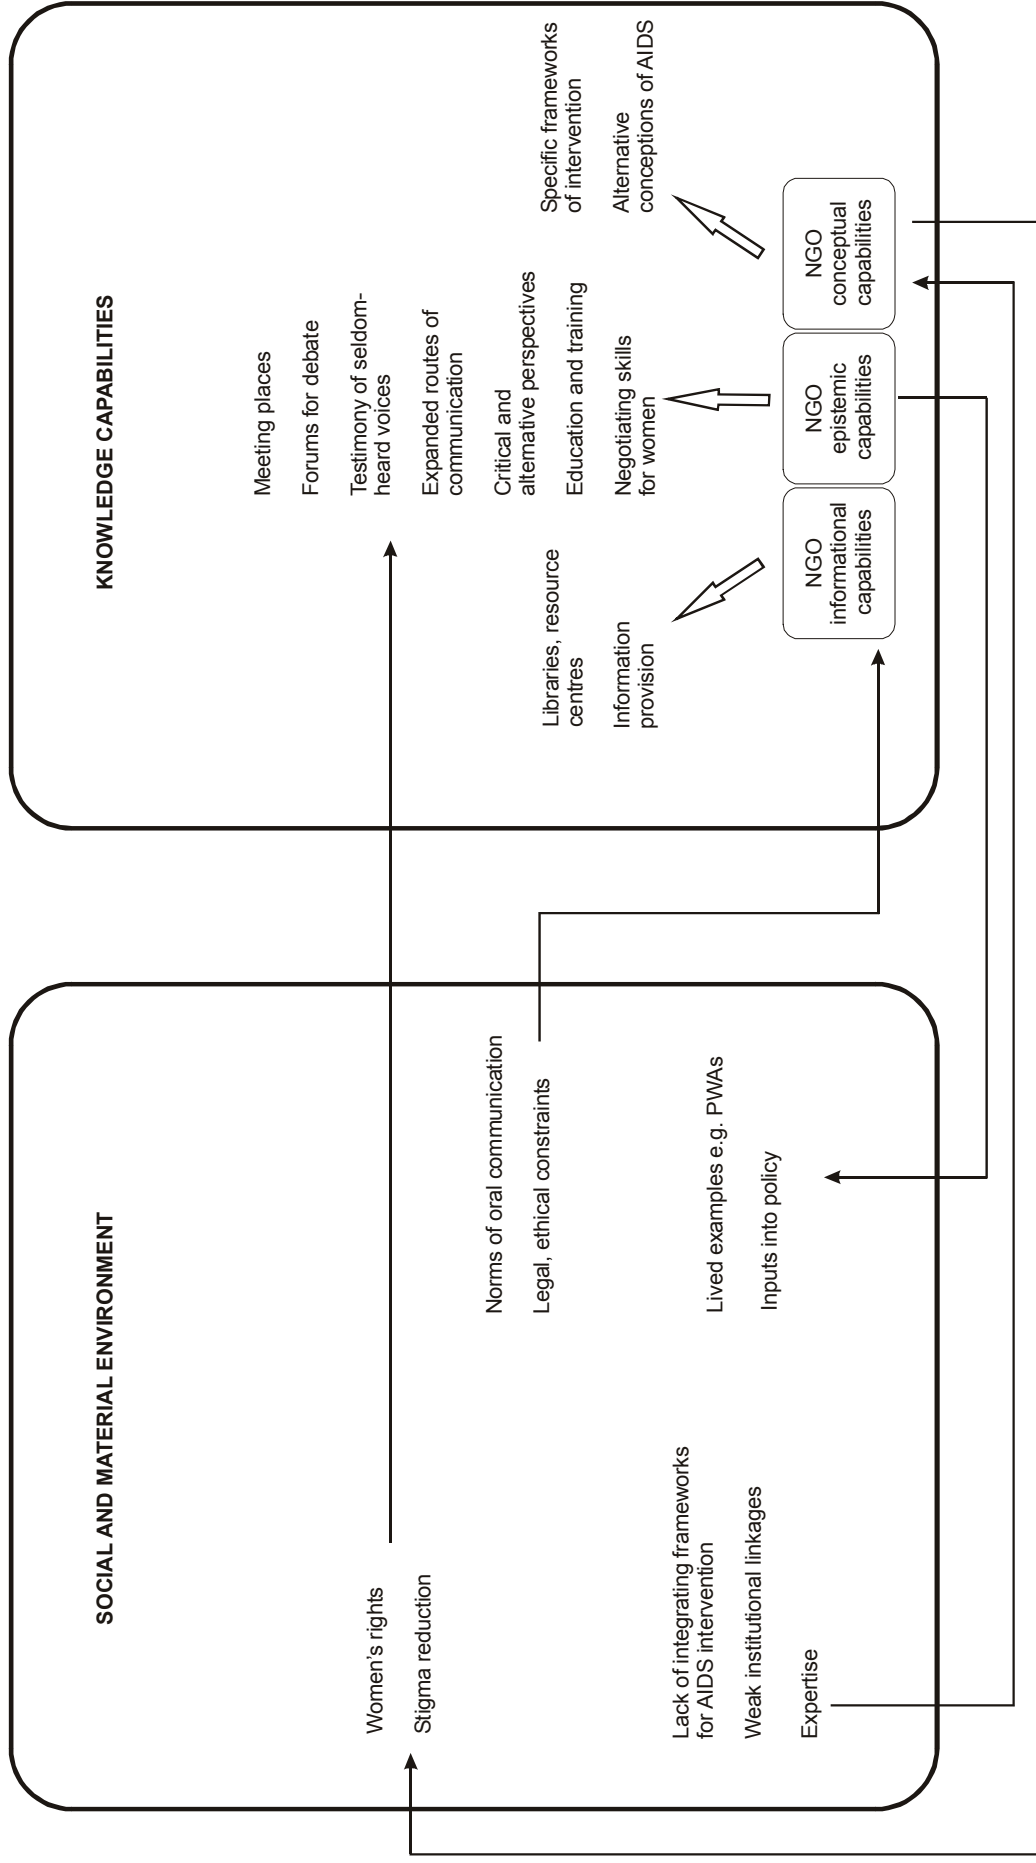 SOCIAL AND MATERIAL ENVIRONMENT
Women's rights
Stigma reduction
Norms of oral communication
Legal, ethical constraints
Lack of integrating frameworks
for AIDS intervention
Weak institutional linkages
Expertise
Lived examples e.g. PWAs
Inputs into policy
KNOWLEDGE CAPABILITIES
Meeting places
Forums for debate
Testimony of seldom-
heard voices
Expanded routes of
communication
Critical and
alternative perspectives
Education and training
Negotiating skills
for women
Libraries, resource
centres
Information
provision
Specific frameworks
of intervention
Alternative
conceptions of AIDS
NGO
informational
capabilities
NGO
epistemic
capabilities
NGO
conceptual
capabilities